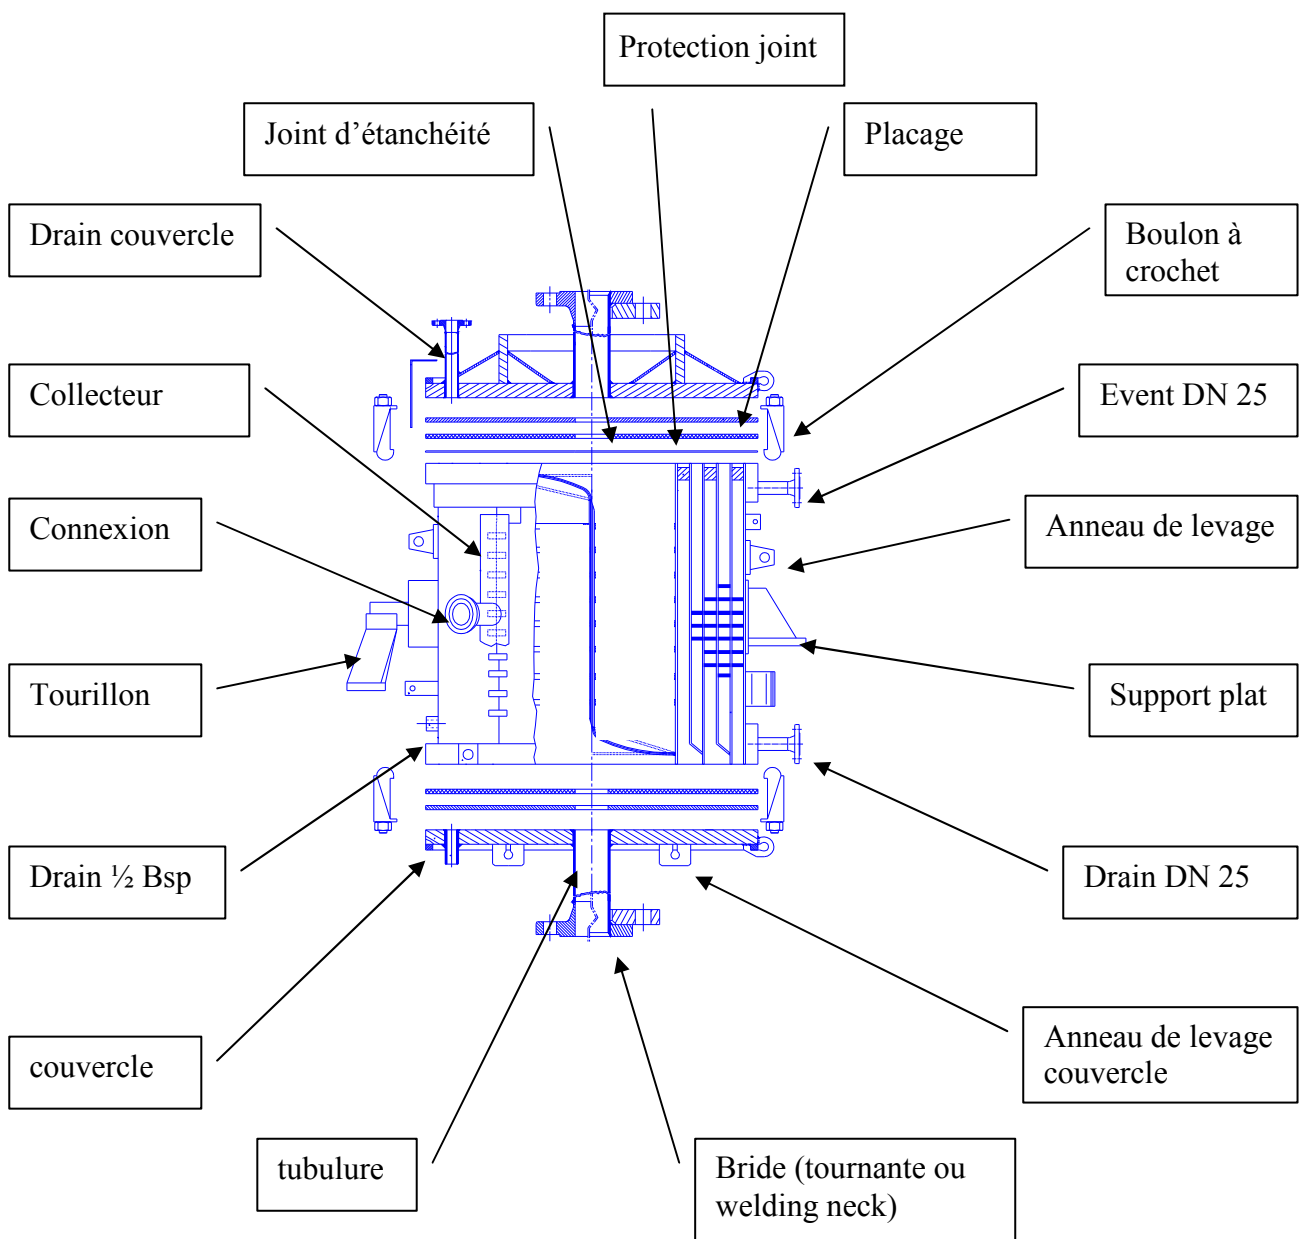 Protection joint
Joint d’étanchéité
Placage
Drain couvercle
Boulon à
crochet
Collecteur
Event DN 25
Connexion
Anneau de levage
Tourillon
Support plat
Drain ½ Bsp
Drain DN 25
couvercle
Anneau de levage
couvercle
tubulure
Bride (tournante ou
welding neck)